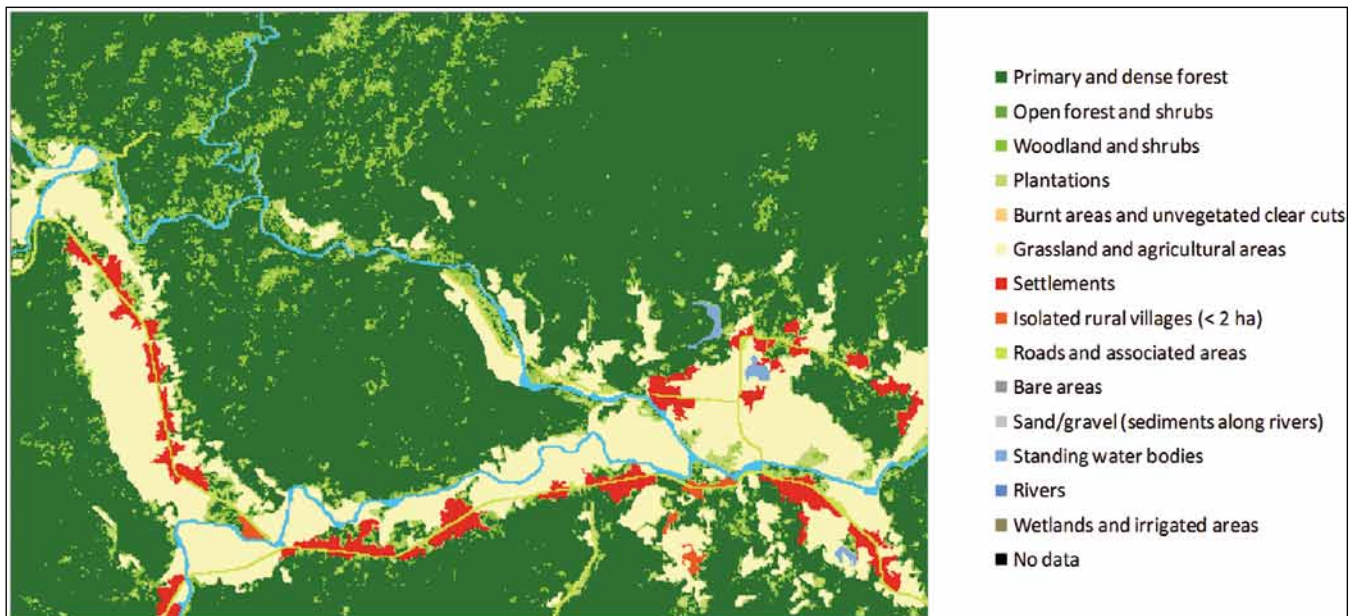 Primary and dense forest
Open forest and shrubs
Woodland and shrubs
Plantations
Burnt areas and unvegetated clear cuts
Grassland and agricultural areas
Settlements
Isolated rural villages (< 2 ha)
Roads and associated areas
Bare areas
Sand/gravel (sediments along rivers)
Standing water bodies
Rivers
Wetlands and irrigated areas
No data